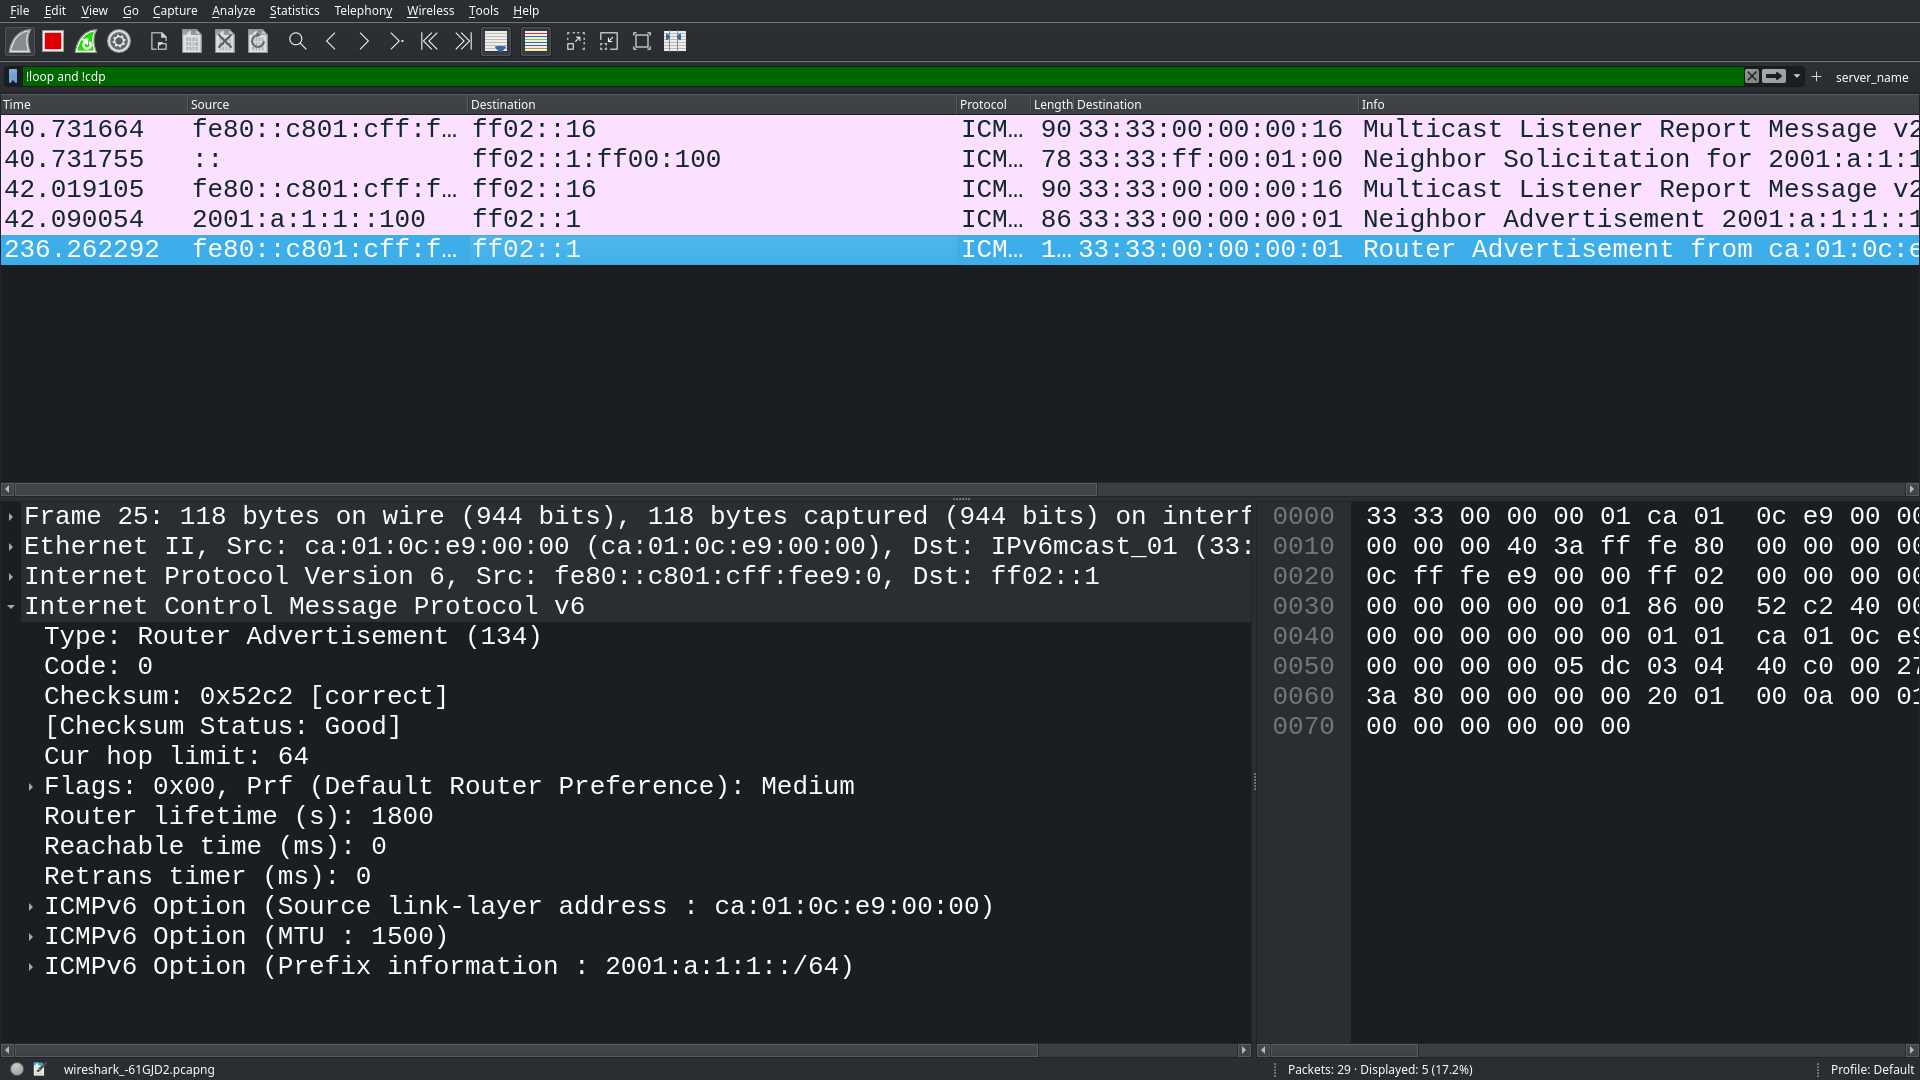 File Edit View Go Capture Analyze Statistics Telephony Wireless Tools Help
!loop and !cdp
server_name
Time Source Destination Protocol Length Destination Info
40.731664 fe80::c801:cff:f… ff02::16 ICM… 90 33:33:00:00:00:16 Multicast Listener Report Message v2
40.731755 :: ff02::1:ff00:100 ICM… 78 33:33:ff:00:01:00 Neighbor Solicitation for 2001:a:1:1
42.019105 fe80::c801:cff:f… ff02::16 ICM… 90 33:33:00:00:00:16 Multicast Listener Report Message v2
42.090054 2001:a:1:1::100 ff02::1 ICM… 86 33:33:00:00:00:01 Neighbor Advertisement 2001:a:1:1::1
236.262292 fe80::c801:cff:f… ff02::1 ICM… 1… 33:33:00:00:00:01 Router Advertisement from ca:01:0c:e
Frame 25: 118 bytes on wire (944 bits), 118 bytes captured (944 bits) on interf
Ethernet II, Src: ca:01:0c:e9:00:00 (ca:01:0c:e9:00:00), Dst: IPv6mcast_01 (33:
Internet Protocol Version 6, Src: fe80::c801:cff:fee9:0, Dst: ff02::1
Internet Control Message Protocol v6
Type: Router Advertisement (134)
Code: 0
Checksum: 0x52c2 [correct]
[Checksum Status: Good]
Cur hop limit: 64
Flags: 0x00, Prf (Default Router Preference): Medium
Router lifetime (s): 1800
Reachable time (ms): 0
Retrans timer (ms): 0
ICMPv6 Option (Source link-layer address : ca:01:0c:e9:00:00)
ICMPv6 Option (MTU : 1500)
ICMPv6 Option (Prefix information : 2001:a:1:1::/64)
0000 33 33 00 00 00 01 ca 01 0c e9 00 00
0010 00 00 00 40 3a ff fe 80 00 00 00 00
0020 0c ff fe e9 00 00 ff 02 00 00 00 00
0030 00 00 00 00 00 01 86 00 52 c2 40 00
0040 00 00 00 00 00 00 01 01 ca 01 0c e9
0050 00 00 00 00 05 dc 03 04 40 c0 00 27
0060 3a 80 00 00 00 00 20 01 00 0a 00 01
0070 00 00 00 00 00 00
wireshark_-61GJD2.pcapng
Packets: 29 · Displayed: 5 (17.2%)
Profile: Default